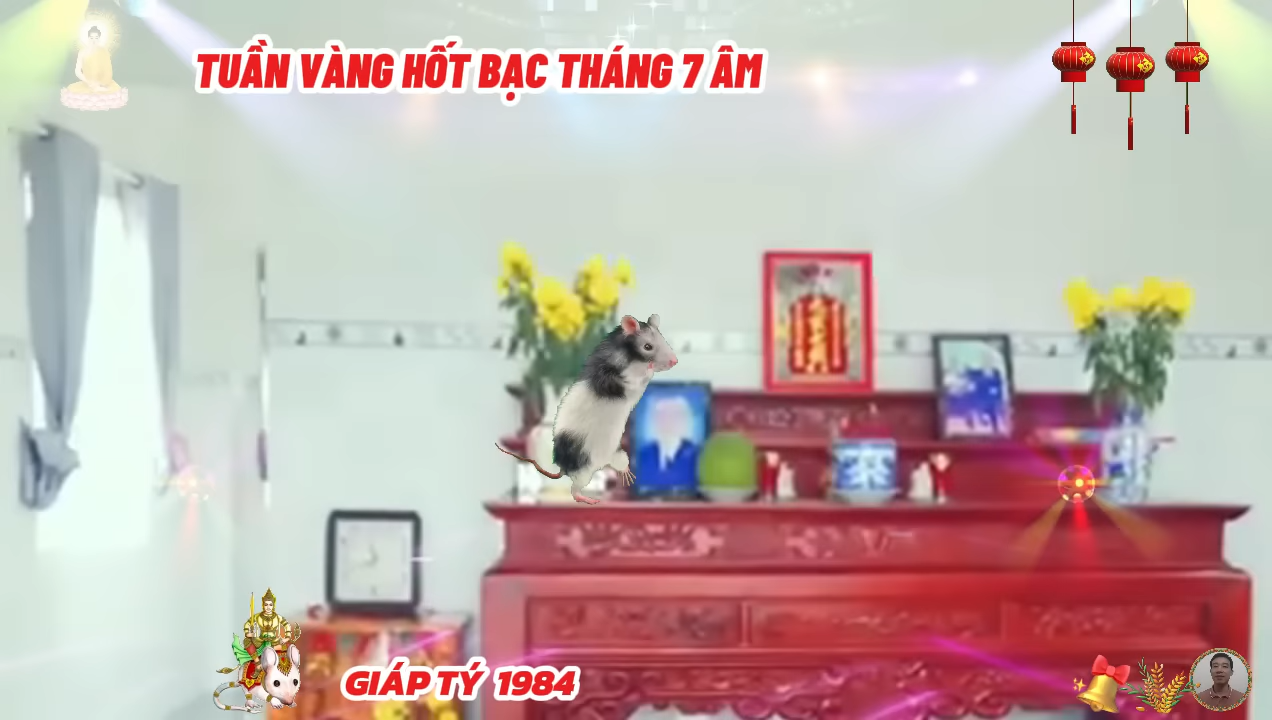 TUẦN VÀNG HỐT BẠC THÁNG 7 ÂM
GIÁP TÝ 1984